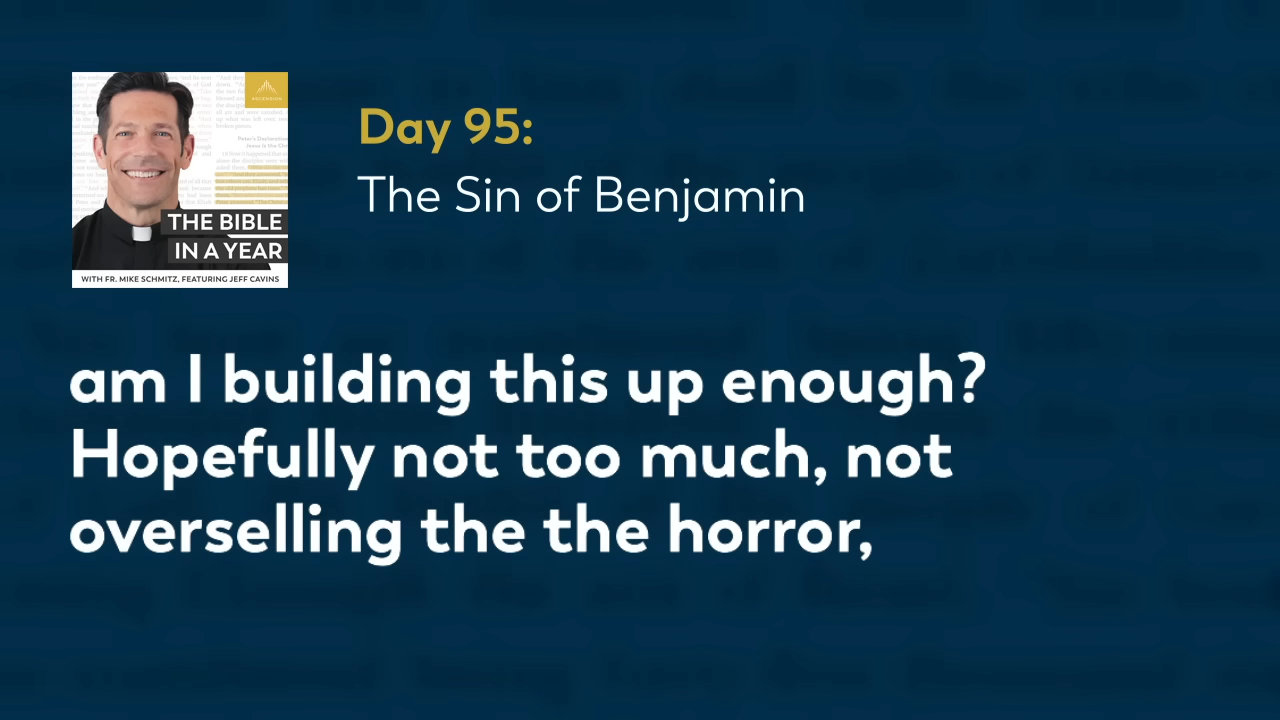 Day 95:
The Sin of Benjamin
ASCENSION
THE BIBLE
IN A YEAR
WITH FR. MIKE SCHMITZ, FEATURING JEFF CAVINS
am I building this up enough?
Hopefully not too much, not
overselling the the horror,